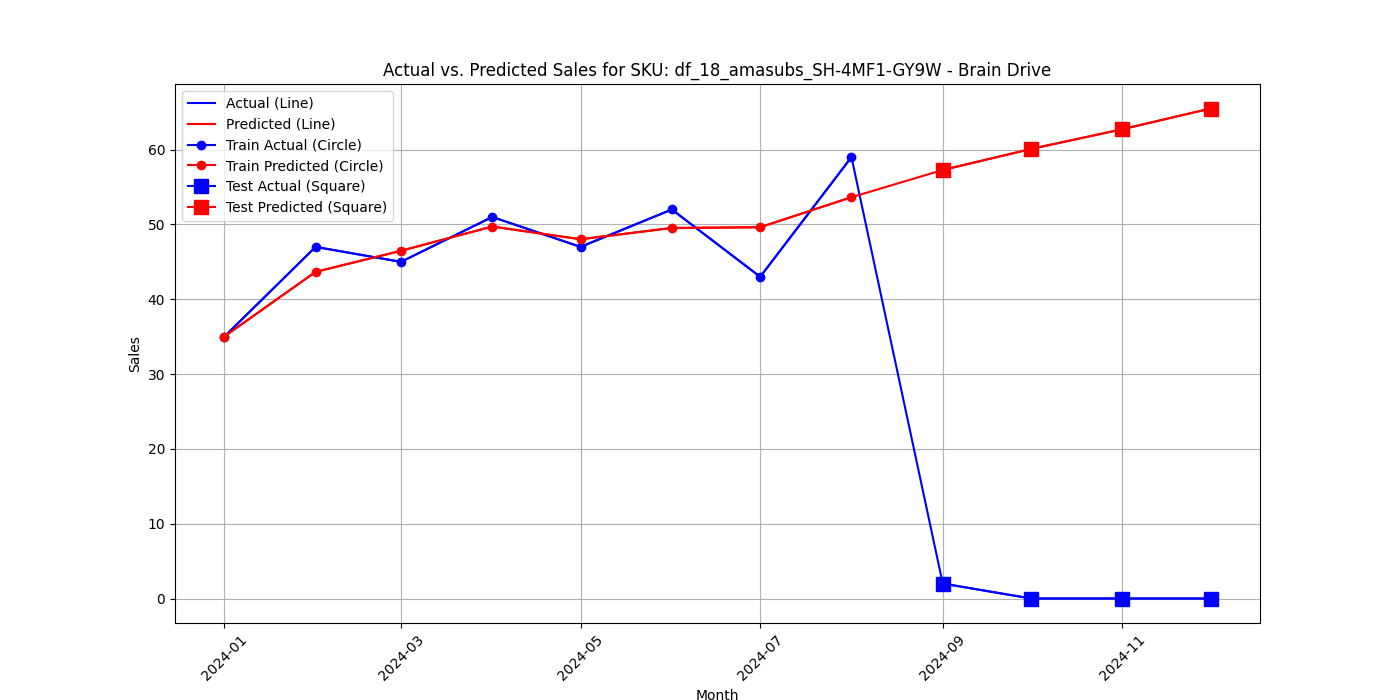 Actual vs. Predicted Sales for SKU: df_18_amasubs_SH-4MF1-GY9W - Brain Drive
Actual (Line)
Predicted (Line)
Train Actual (Circle)
Train Predicted (Circle)
Test Actual (Square)
Test Predicted (Square)
60
50
40
30
20
10
0
Sales
2024-01
2024-03
2024-05
2024-07
2024-09
2024-11
Month